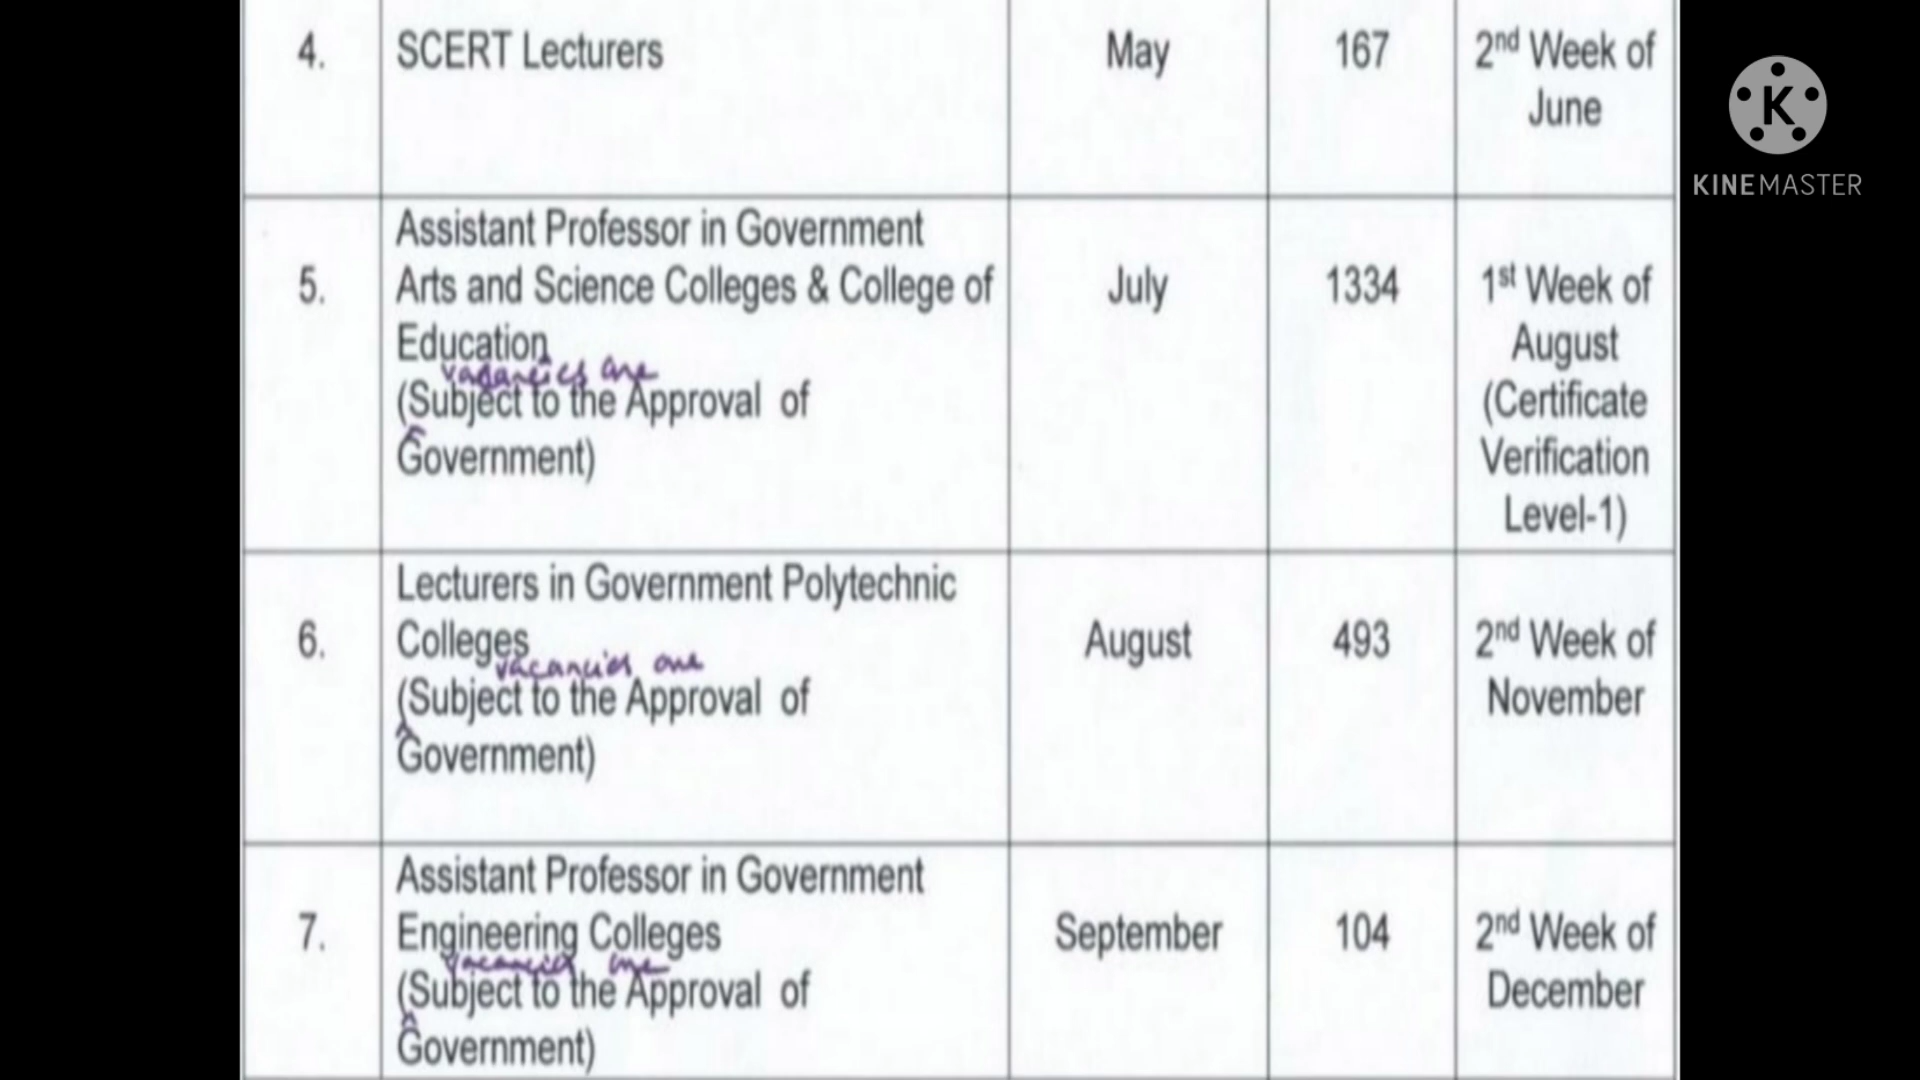 4. SCERT Lecturers May 167 2nd Week of
June
Assistant Professor in Government
5. Arts and Science Colleges & College of July 1334 1st Week of
Education August
vacancies are
(Subject to the Approval of (Certificate
Government) Verification
Level-1)
Lecturers in Government Polytechnic
6. Colleges August 493 2nd Week of
vacancies are
(Subject to the Approval of November
Government)
Assistant Professor in Government
7. Engineering Colleges September 104 2nd Week of
vacancies are
(Subject to the Approval of December
Government)
K
KINEMASTER